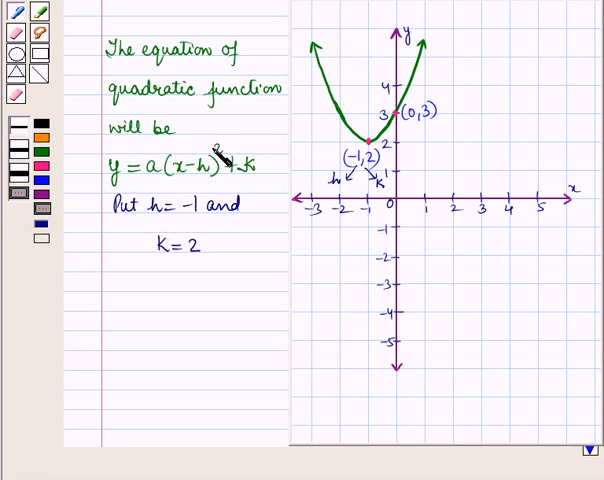 The equation of
quadratic function
will be
y = a(x-h)² + k
Put h = -1 and
K = 2
y
4
3
(0,3)
2
(-1,2)
1
h
k
x
-3 -2 -1 0 1 2 3 4 5
-1
-2
-3
-4
-5